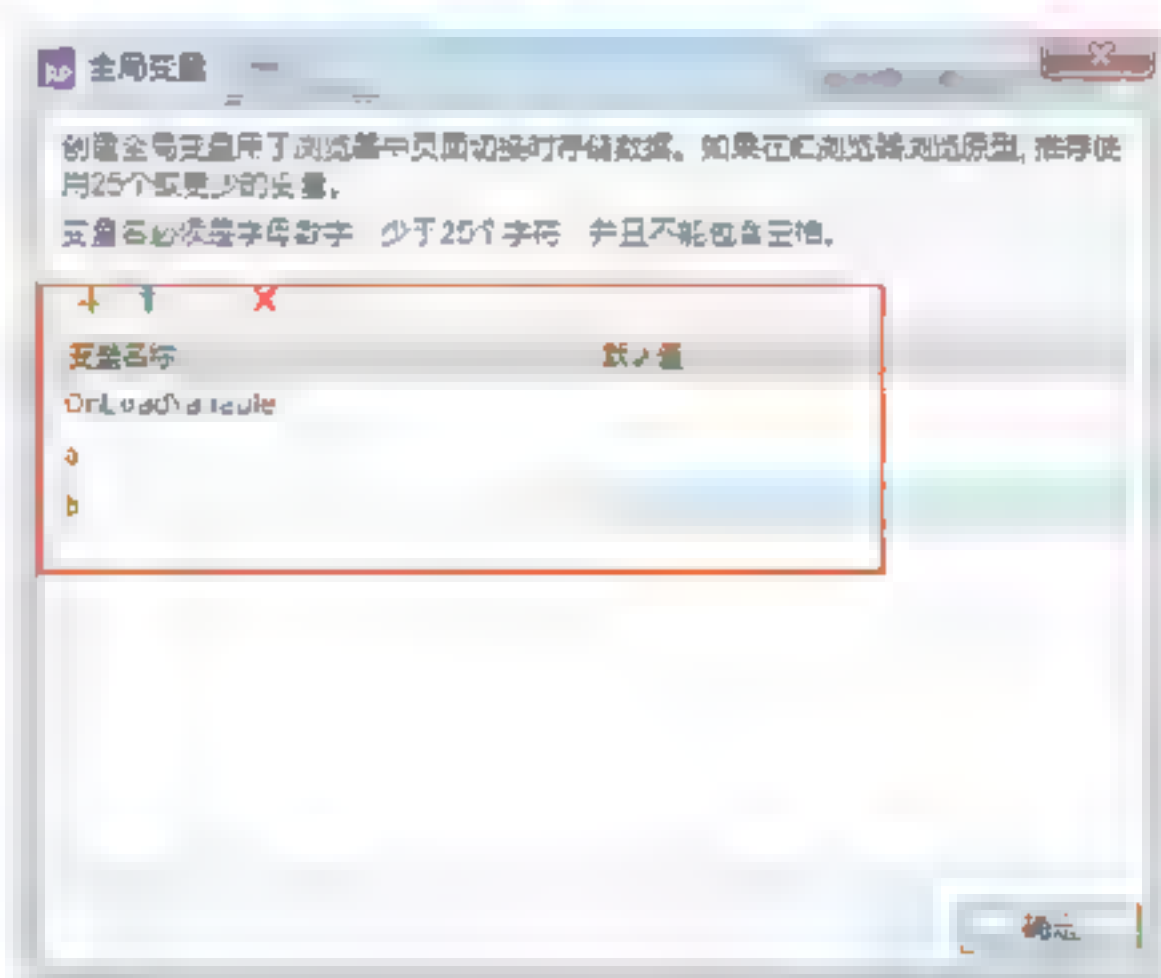 全局变量
创建全局变量用于浏览器中页面切换时存储数据。如果在IE浏览器浏览原型, 推荐使
用25个或更少的变量。
变量名必须是字母数字 少于25个字符 并且不能包含空格。
变量名称 默认值
OnLoadVariable
a
b
确定